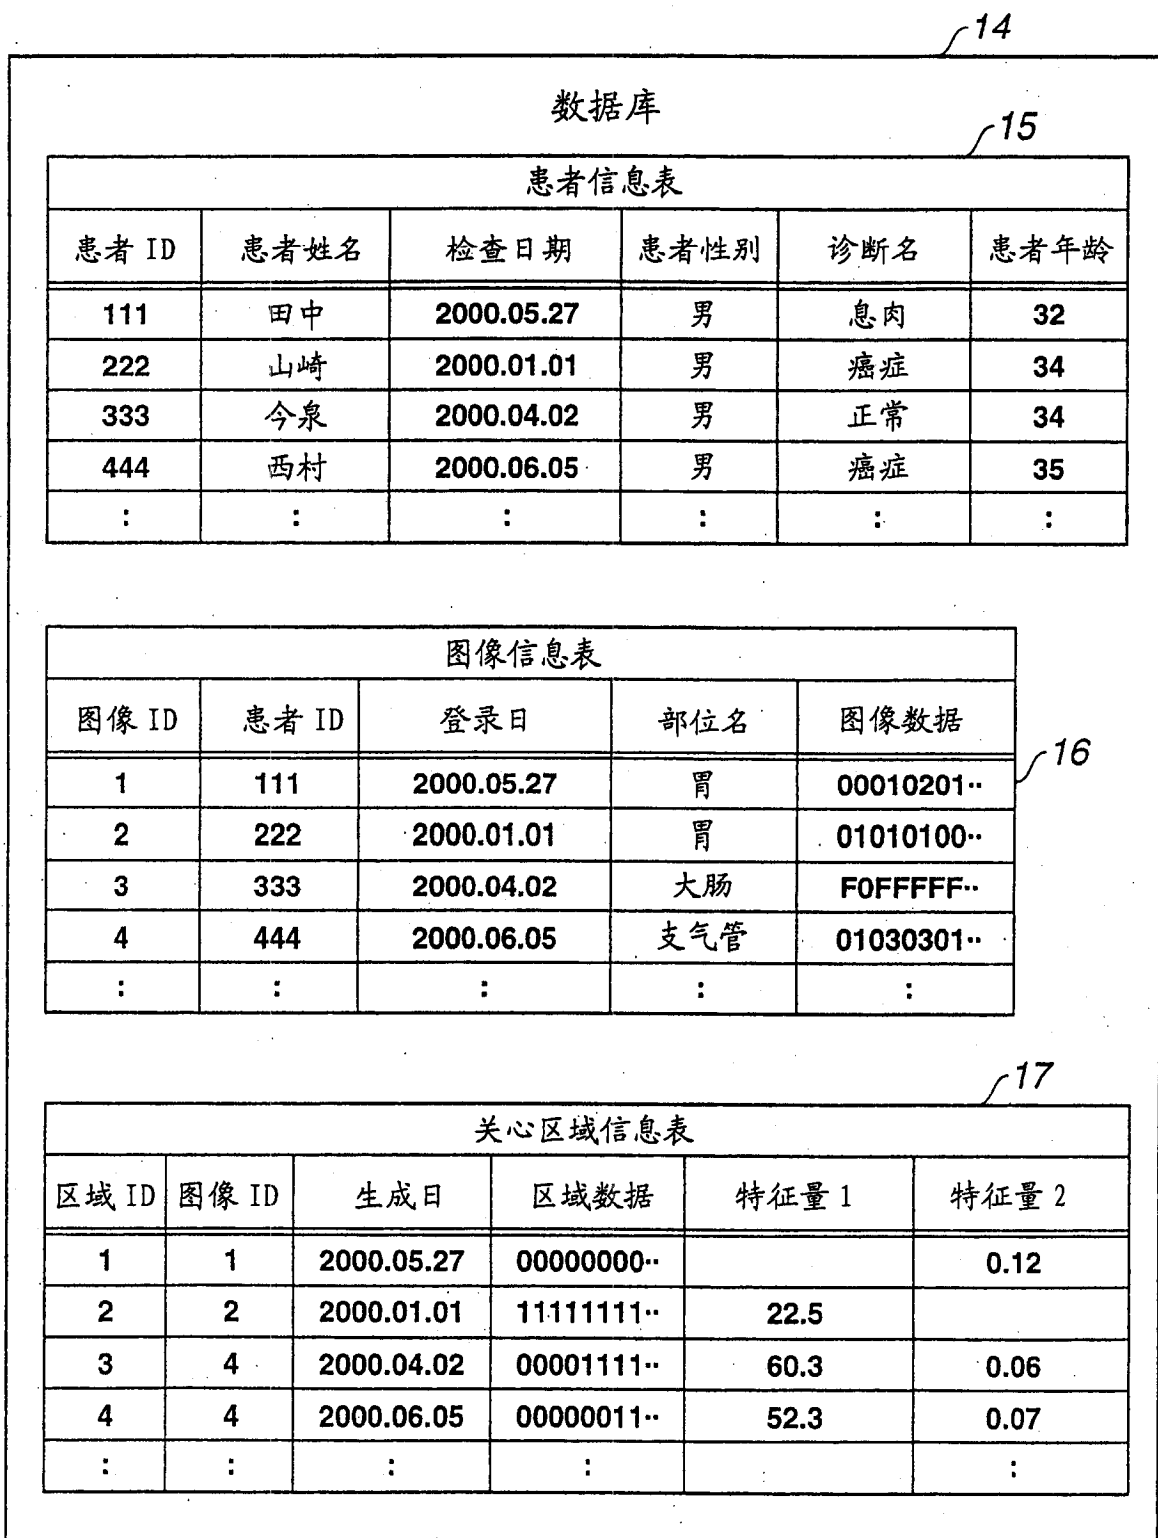 14
数据库
15
患者信息表
患者 ID 患者姓名 检查日期 患者性别 诊断名 患者年龄
111 田中 2000.05.27 男 息肉 32
222 山崎 2000.01.01 男 癌症 34
333 今泉 2000.04.02 男 正常 34
444 西村 2000.06.05 男 癌症 35
: : : : : :
图像信息表
图像 ID 患者 ID 登录日 部位名 图像数据
16
1 111 2000.05.27 胃 00010201··
2 222 2000.01.01 胃 01010100··
3 333 2000.04.02 大肠 F0FFFFF··
4 444 2000.06.05 支气管 01030301··
: : : : :
17
关心区域信息表
区域 ID 图像 ID 生成日 区域数据 特征量 1 特征量 2
1 1 2000.05.27 00000000·· 0.12
2 2 2000.01.01 11111111·· 22.5
3 4 2000.04.02 00001111·· 60.3 0.06
4 4 2000.06.05 00000011·· 52.3 0.07
: : : : :